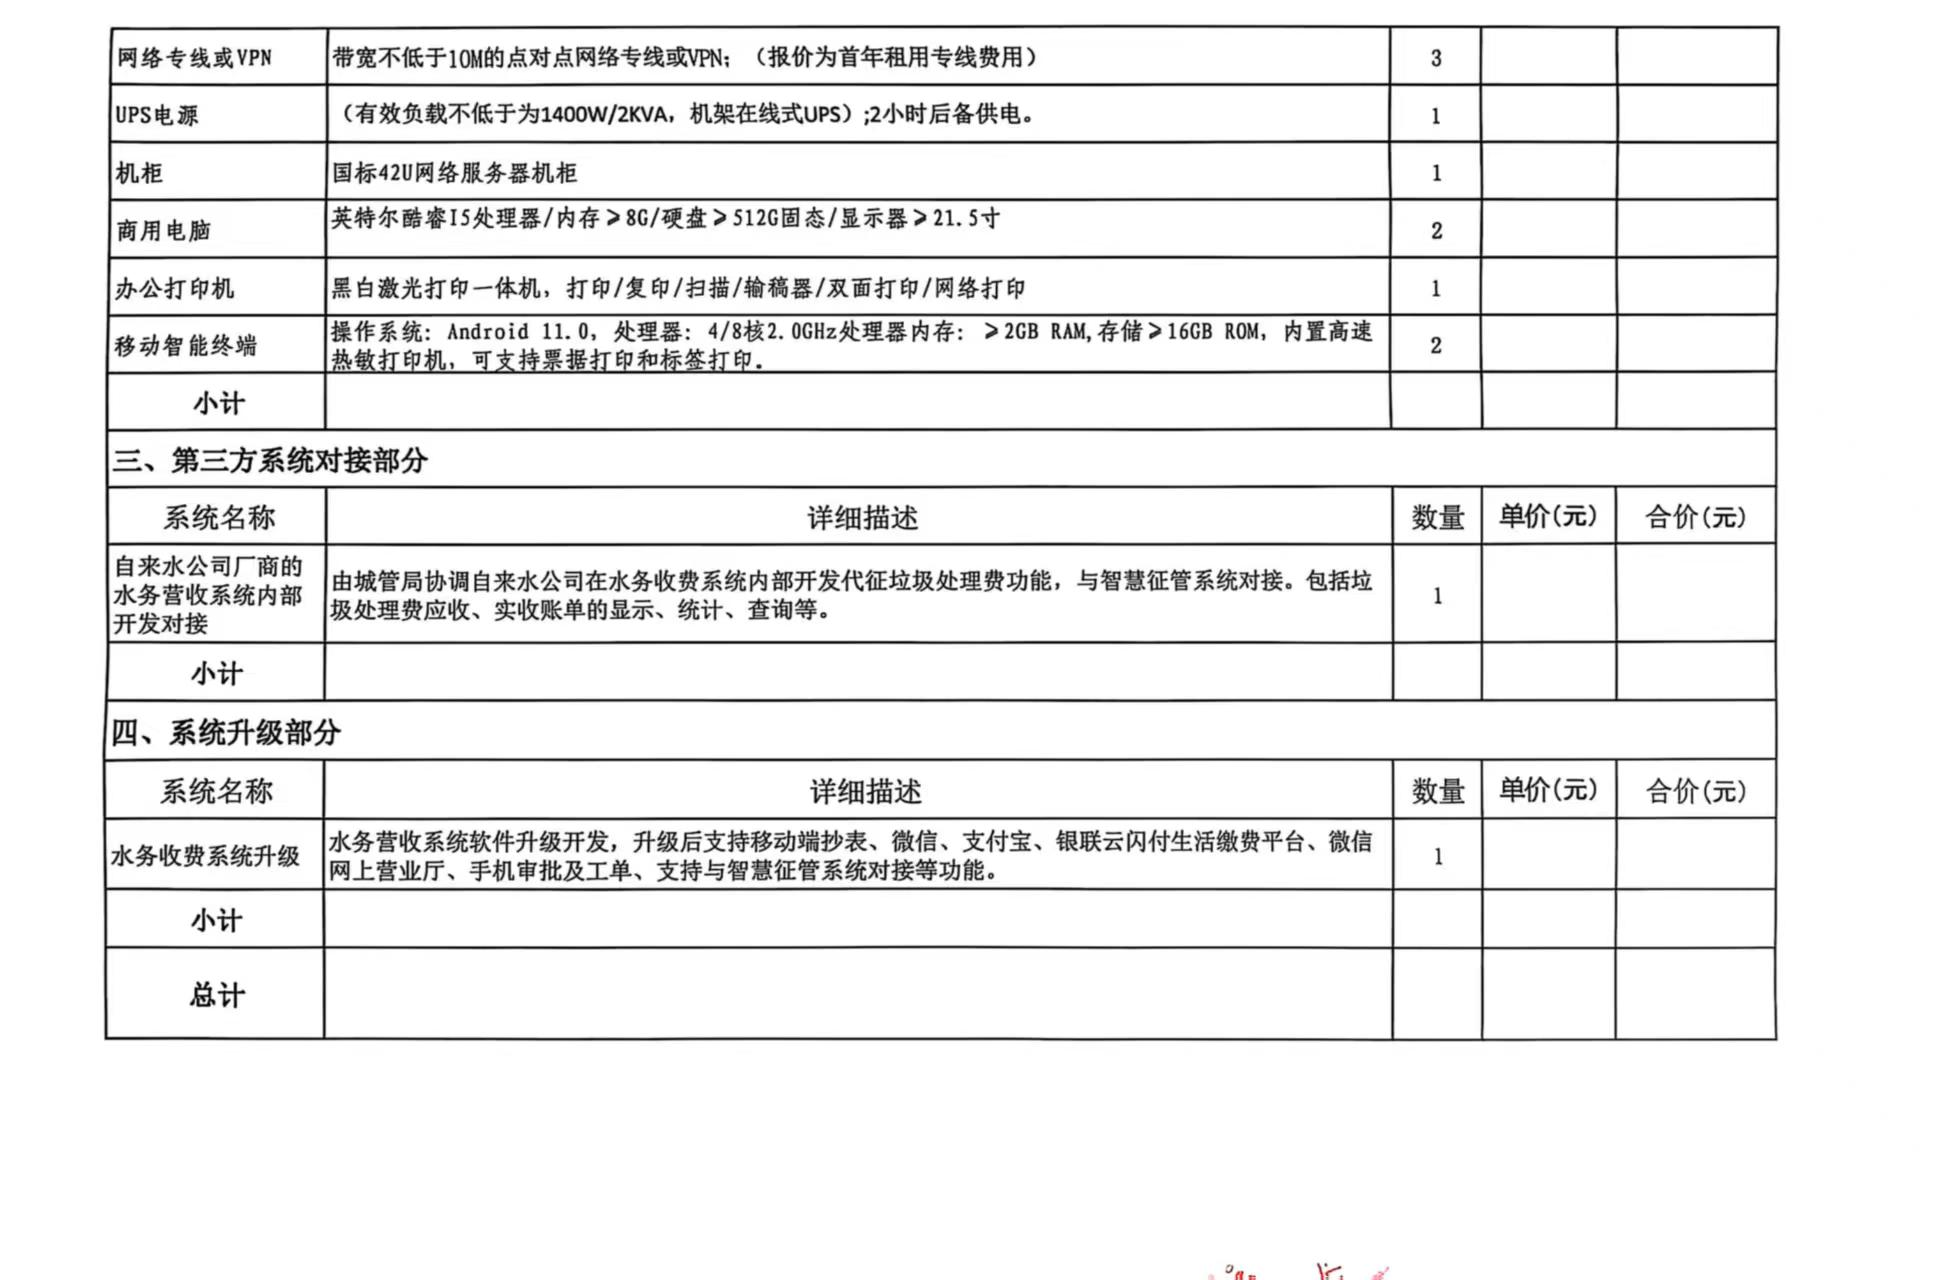 网络专线或VPN 带宽不低于10M的点对点网络专线或VPN；（报价为首年租用专线费用） 3
UPS电源 （有效负载不低于为1400W/2KVA，机架在线式UPS）;2小时后备供电。 1
机柜 国标42U网络服务器机柜 1
商用电脑 英特尔酷睿I5处理器/内存≥8G/硬盘≥512G固态/显示器≥21.5寸 2
办公打印机 黑白激光打印一体机，打印/复印/扫描/输稿器/双面打印/网络打印 1
移动智能终端 操作系统：Android 11.0，处理器：4/8核2.0GHz处理器内存：≥2GB RAM,存储≥16GB ROM，内置高速
热敏打印机，可支持票据打印和标签打印。 2
小计
三、第三方系统对接部分
系统名称 详细描述 数量 单价(元) 合价(元)
自来水公司厂商的
水务营收系统内部
开发对接
由城管局协调自来水公司在水务收费系统内部开发代征垃圾处理费功能，与智慧征管系统对接。包括垃
圾处理费应收、实收账单的显示、统计、查询等。
1
小计
四、系统升级部分
系统名称 详细描述 数量 单价(元) 合价(元)
水务收费系统升级 水务营收系统软件升级开发，升级后支持移动端抄表、微信、支付宝、银联云闪付生活缴费平台、微信
网上营业厅、手机审批及工单、支持与智慧征管系统对接等功能。 1
小计
总计